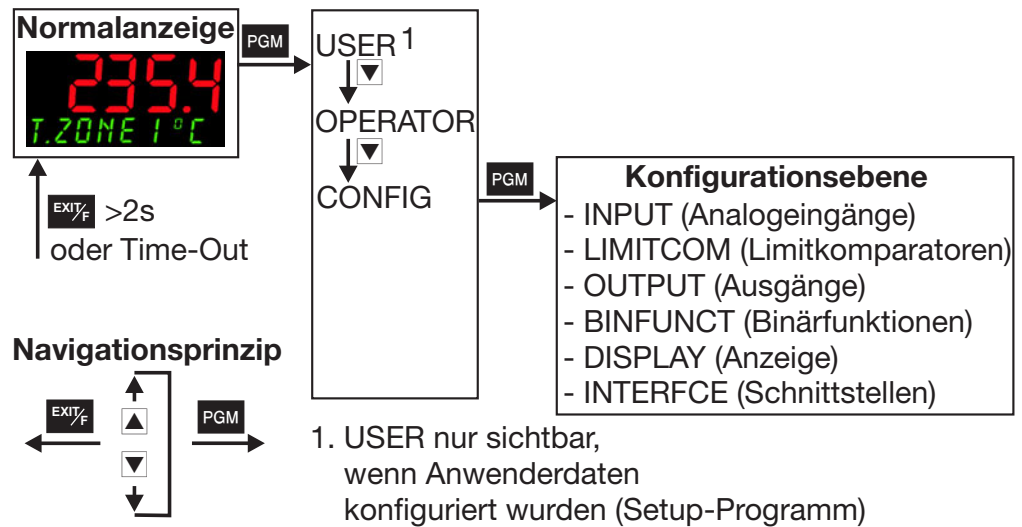 Normalanzeige
235.4
T.ZONE 1 °C
PGM
EXIT/F >2s
oder Time-Out
USER 1
▼
OPERATOR
▼
CONFIG
PGM
Konfigurationsebene
- INPUT (Analogeingänge)
- LIMITCOM (Limitkomparatoren)
- OUTPUT (Ausgänge)
- BINFUNCT (Binärfunktionen)
- DISPLAY (Anzeige)
- INTERFCE (Schnittstellen)
Navigationsprinzip
EXIT/F
▲
▼
PGM
1. USER nur sichtbar,
wenn Anwenderdaten
konfiguriert wurden (Setup-Programm)